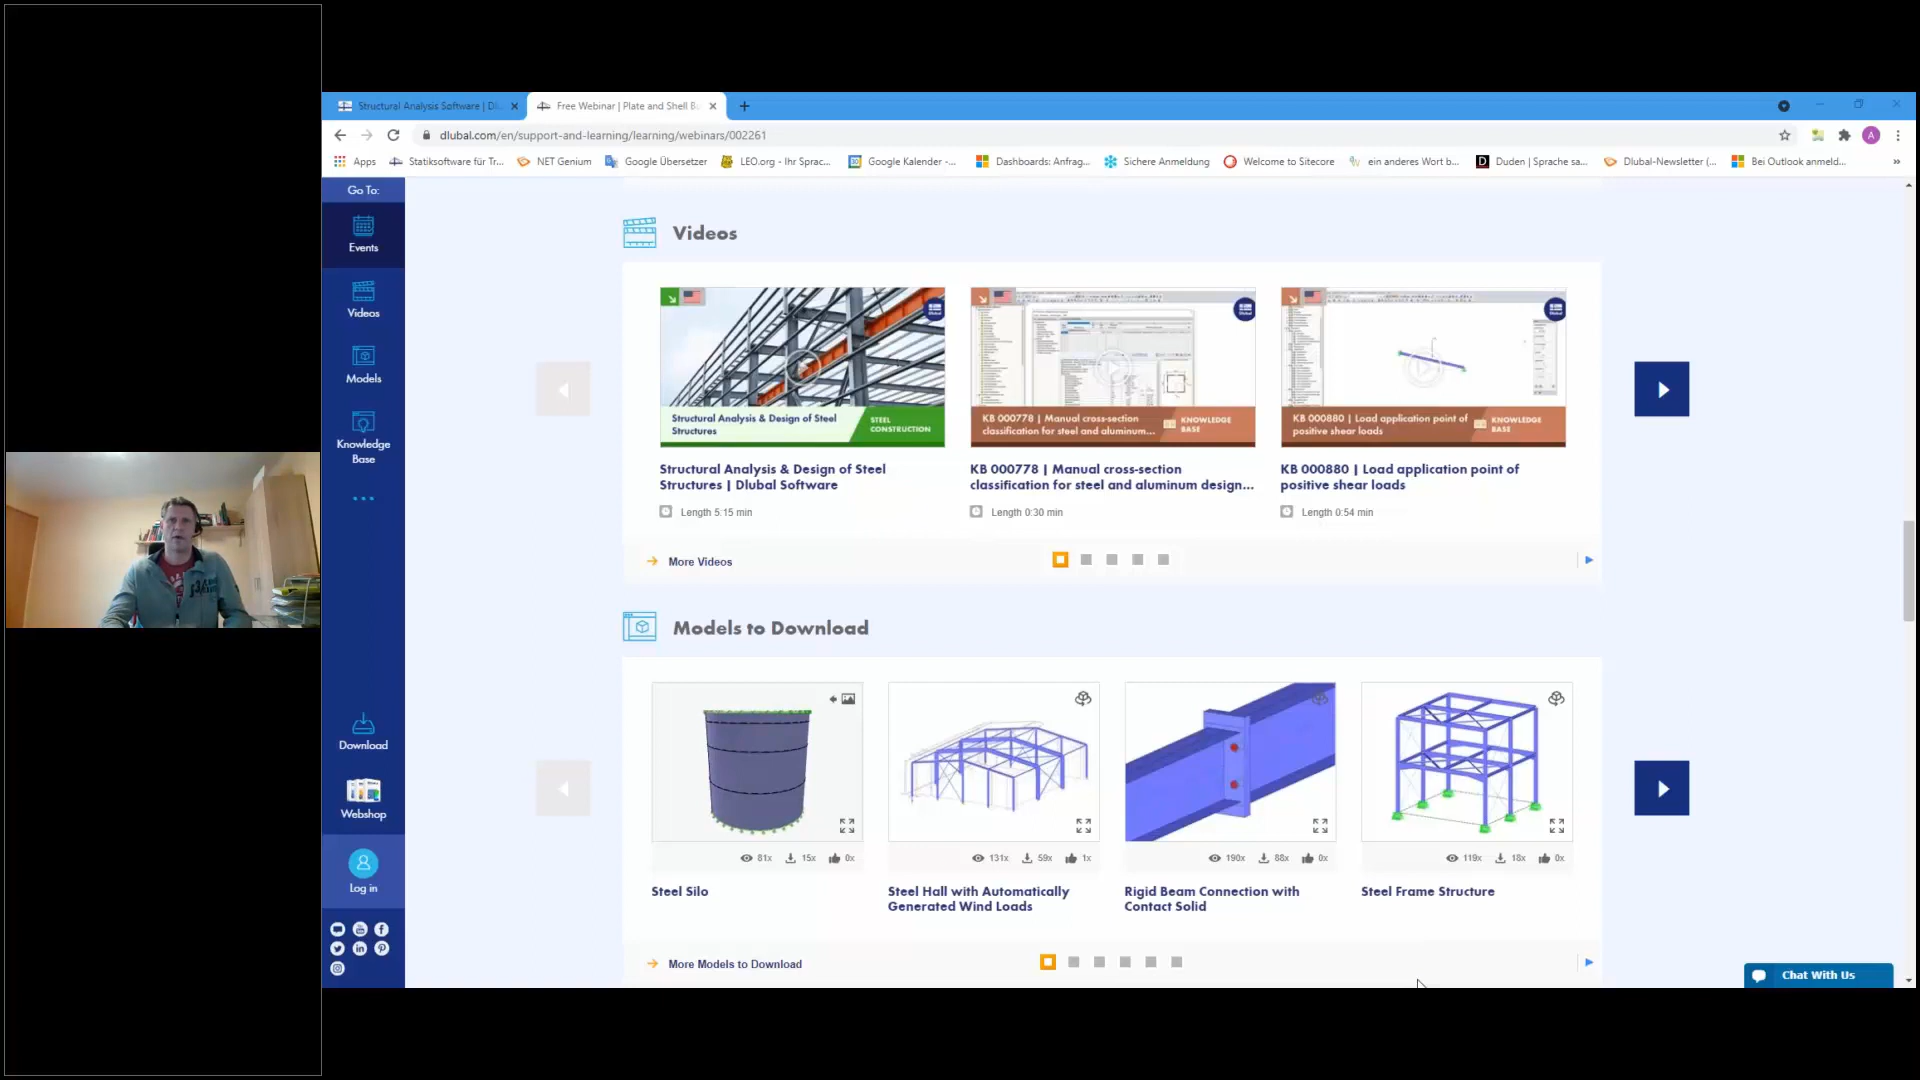 Structural Analysis Software | Dl
Free Webinar | Plate and Shell B
dlubal.com/en/support-and-learning/learning/webinars/002261
A
Apps
Statiksoftware für Tr...
NET Genium
Google Übersetzer
LEO.org - Ihr Sprac...
Google Kalender -...
Dashboards: Anfrag...
Sichere Anmeldung
Welcome to Sitecore
ein anderes Wort b...
Duden | Sprache sa...
Dlubal-Newsletter (...
Bei Outlook anmeld...
»
Go To:
Events
Videos
Models
Knowledge
Base
Download
Webshop
Log in
Videos
Structural Analysis & Design of Steel
Structures
STEEL
CONSTRUCTION
KB 000778 | Manual cross-section
classification for steel and aluminum...
KNOWLEDGE
BASE
KB 000880 | Load application point of
positive shear loads
KNOWLEDGE
BASE
Structural Analysis & Design of Steel
Structures | Dlubal Software
Length 5:15 min
KB 000778 | Manual cross-section
classification for steel and aluminum design...
Length 0:30 min
KB 000880 | Load application point of
positive shear loads
Length 0:54 min
More Videos
Models to Download
81x 15x 0x
Steel Silo
131x 59x 1x
Steel Hall with Automatically
Generated Wind Loads
190x 88x 0x
Rigid Beam Connection with
Contact Solid
119x 18x 0x
Steel Frame Structure
More Models to Download
Chat With Us